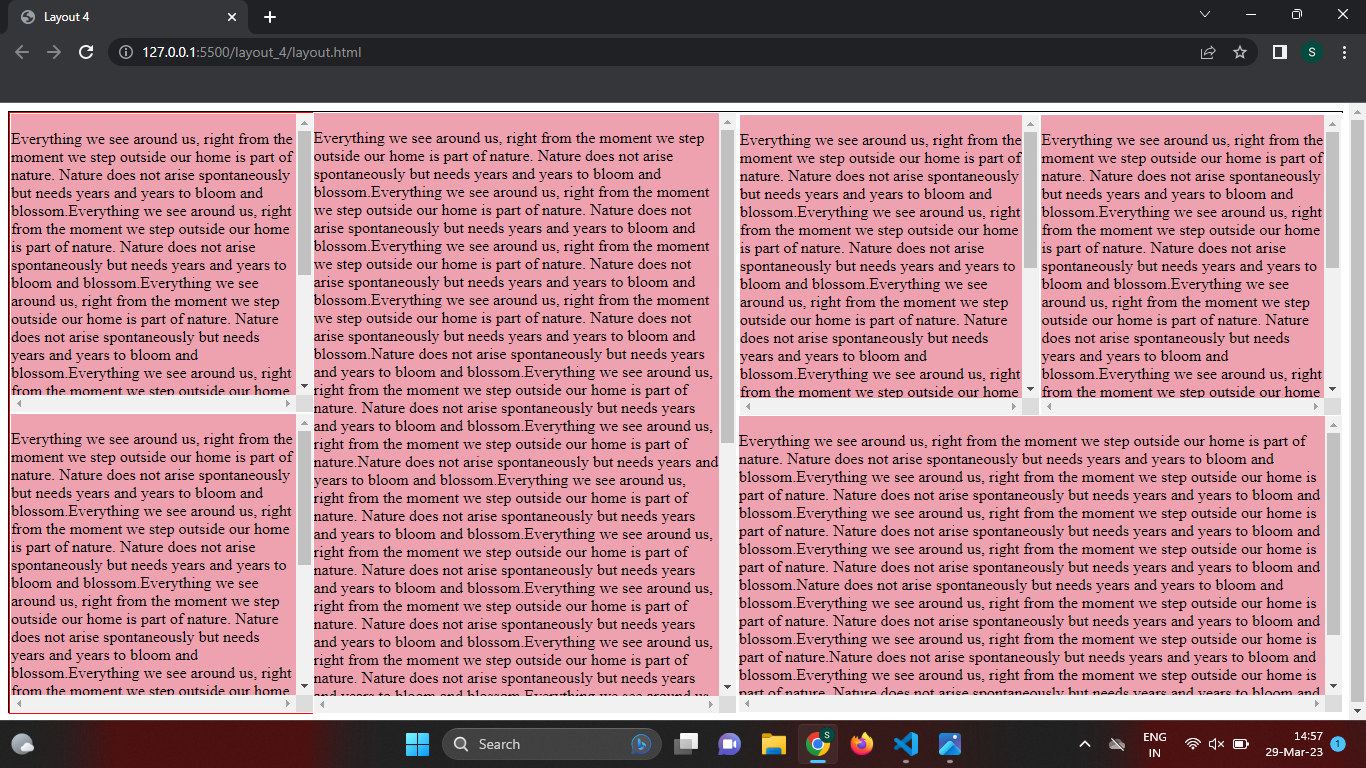 Layout 4
127.0.0.1:5500/layout_4/layout.html
S
Everything we see around us, right from the
moment we step outside our home is part of
nature. Nature does not arise spontaneously
but needs years and years to bloom and
blossom.Everything we see around us, right
from the moment we step outside our home
is part of nature. Nature does not arise
spontaneously but needs years and years to
bloom and blossom.Everything we see
around us, right from the moment we step
outside our home is part of nature. Nature
does not arise spontaneously but needs
years and years to bloom and
blossom.Everything we see around us, right
from the moment we step outside our home
Everything we see around us, right from the
moment we step outside our home is part of
nature. Nature does not arise spontaneously
but needs years and years to bloom and
blossom.Everything we see around us, right
from the moment we step outside our home
is part of nature. Nature does not arise
spontaneously but needs years and years to
bloom and blossom.Everything we see
around us, right from the moment we step
outside our home is part of nature. Nature
does not arise spontaneously but needs
years and years to bloom and
blossom.Everything we see around us, right
from the moment we step outside our home
Everything we see around us, right from the moment we step
outside our home is part of nature. Nature does not arise
spontaneously but needs years and years to bloom and
blossom.Everything we see around us, right from the moment
we step outside our home is part of nature. Nature does not
arise spontaneously but needs years and years to bloom and
blossom.Everything we see around us, right from the moment
we step outside our home is part of nature. Nature does not
arise spontaneously but needs years and years to bloom and
blossom.Everything we see around us, right from the moment
we step outside our home is part of nature. Nature does not
arise spontaneously but needs years and years to bloom and
blossom.Nature does not arise spontaneously but needs years
and years to bloom and blossom.Everything we see around us,
right from the moment we step outside our home is part of
nature. Nature does not arise spontaneously but needs years
and years to bloom and blossom.Everything we see around us,
right from the moment we step outside our home is part of
nature.Nature does not arise spontaneously but needs years and
years to bloom and blossom.Everything we see around us,
right from the moment we step outside our home is part of
nature. Nature does not arise spontaneously but needs years
and years to bloom and blossom.Everything we see around us,
right from the moment we step outside our home is part of
nature. Nature does not arise spontaneously but needs years
and years to bloom and blossom.Everything we see around us,
right from the moment we step outside our home is part of
nature. Nature does not arise spontaneously but needs years
and years to bloom and blossom.Everything we see around us,
right from the moment we step outside our home is part of
nature. Nature does not arise spontaneously but needs years
and years to bloom and blossom.Everything we see around us,
Everything we see around us, right from the
moment we step outside our home is part of
nature. Nature does not arise spontaneously
but needs years and years to bloom and
blossom.Everything we see around us, right
from the moment we step outside our home
is part of nature. Nature does not arise
spontaneously but needs years and years to
bloom and blossom.Everything we see
around us, right from the moment we step
outside our home is part of nature. Nature
does not arise spontaneously but needs
years and years to bloom and
blossom.Everything we see around us, right
from the moment we step outside our home
Everything we see around us, right from the
moment we step outside our home is part of
nature. Nature does not arise spontaneously
but needs years and years to bloom and
blossom.Everything we see around us, right
from the moment we step outside our home
is part of nature. Nature does not arise
spontaneously but needs years and years to
bloom and blossom.Everything we see
around us, right from the moment we step
outside our home is part of nature. Nature
does not arise spontaneously but needs
years and years to bloom and
blossom.Everything we see around us, right
from the moment we step outside our home
Everything we see around us, right from the moment we step outside our home is part of
nature. Nature does not arise spontaneously but needs years and years to bloom and
blossom.Everything we see around us, right from the moment we step outside our home is
part of nature. Nature does not arise spontaneously but needs years and years to bloom and
blossom.Everything we see around us, right from the moment we step outside our home is
part of nature. Nature does not arise spontaneously but needs years and years to bloom and
blossom.Everything we see around us, right from the moment we step outside our home is
part of nature. Nature does not arise spontaneously but needs years and years to bloom and
blossom.Nature does not arise spontaneously but needs years and years to bloom and
blossom.Everything we see around us, right from the moment we step outside our home is
part of nature. Nature does not arise spontaneously but needs years and years to bloom and
blossom.Everything we see around us, right from the moment we step outside our home is
part of nature.Nature does not arise spontaneously but needs years and years to bloom and
blossom.Everything we see around us, right from the moment we step outside our home is
part of nature. Nature does not arise spontaneously but needs years and years to bloom and
Search
S
ENG
IN
14:57
29-Mar-23
1